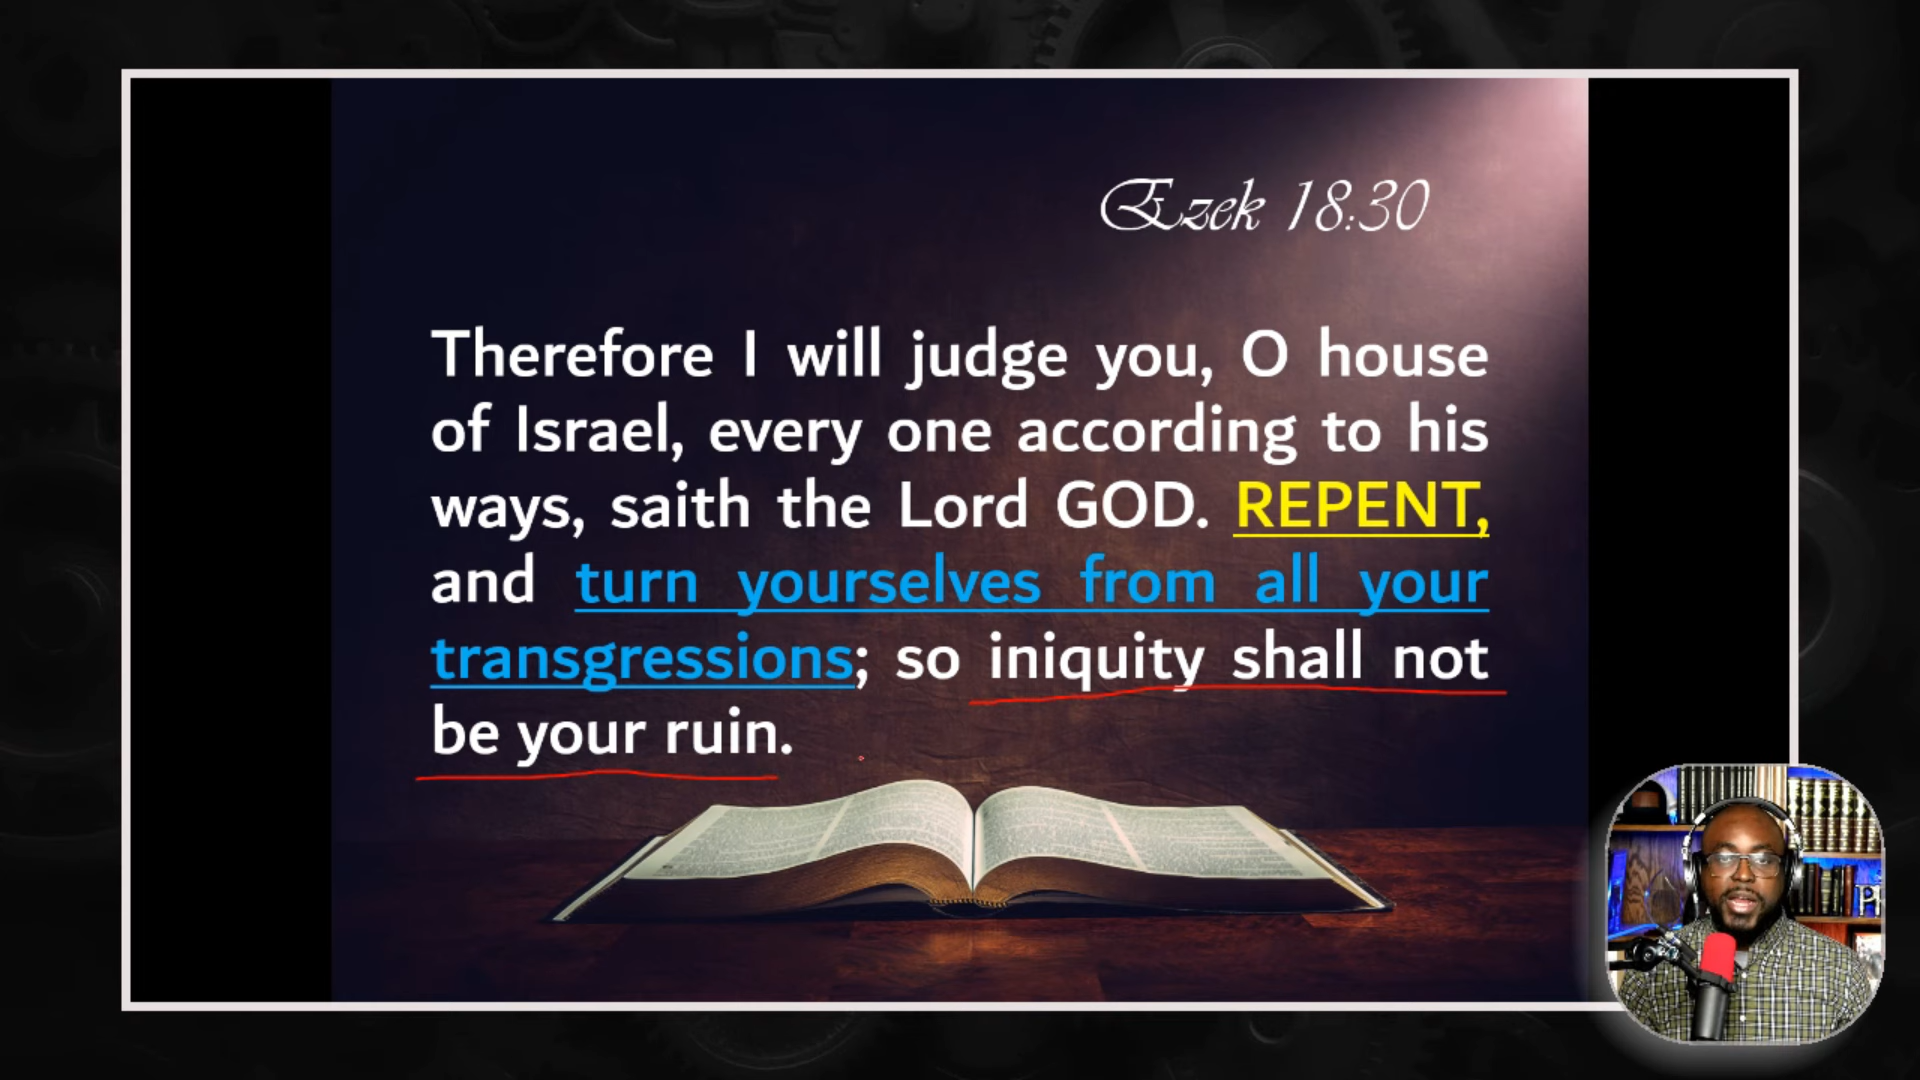 Ezek 18:30
Therefore I will judge you, O house
of Israel, every one according to his
ways, saith the Lord GOD. REPENT,
and turn yourselves from all your
transgressions; so iniquity shall not
be your ruin.